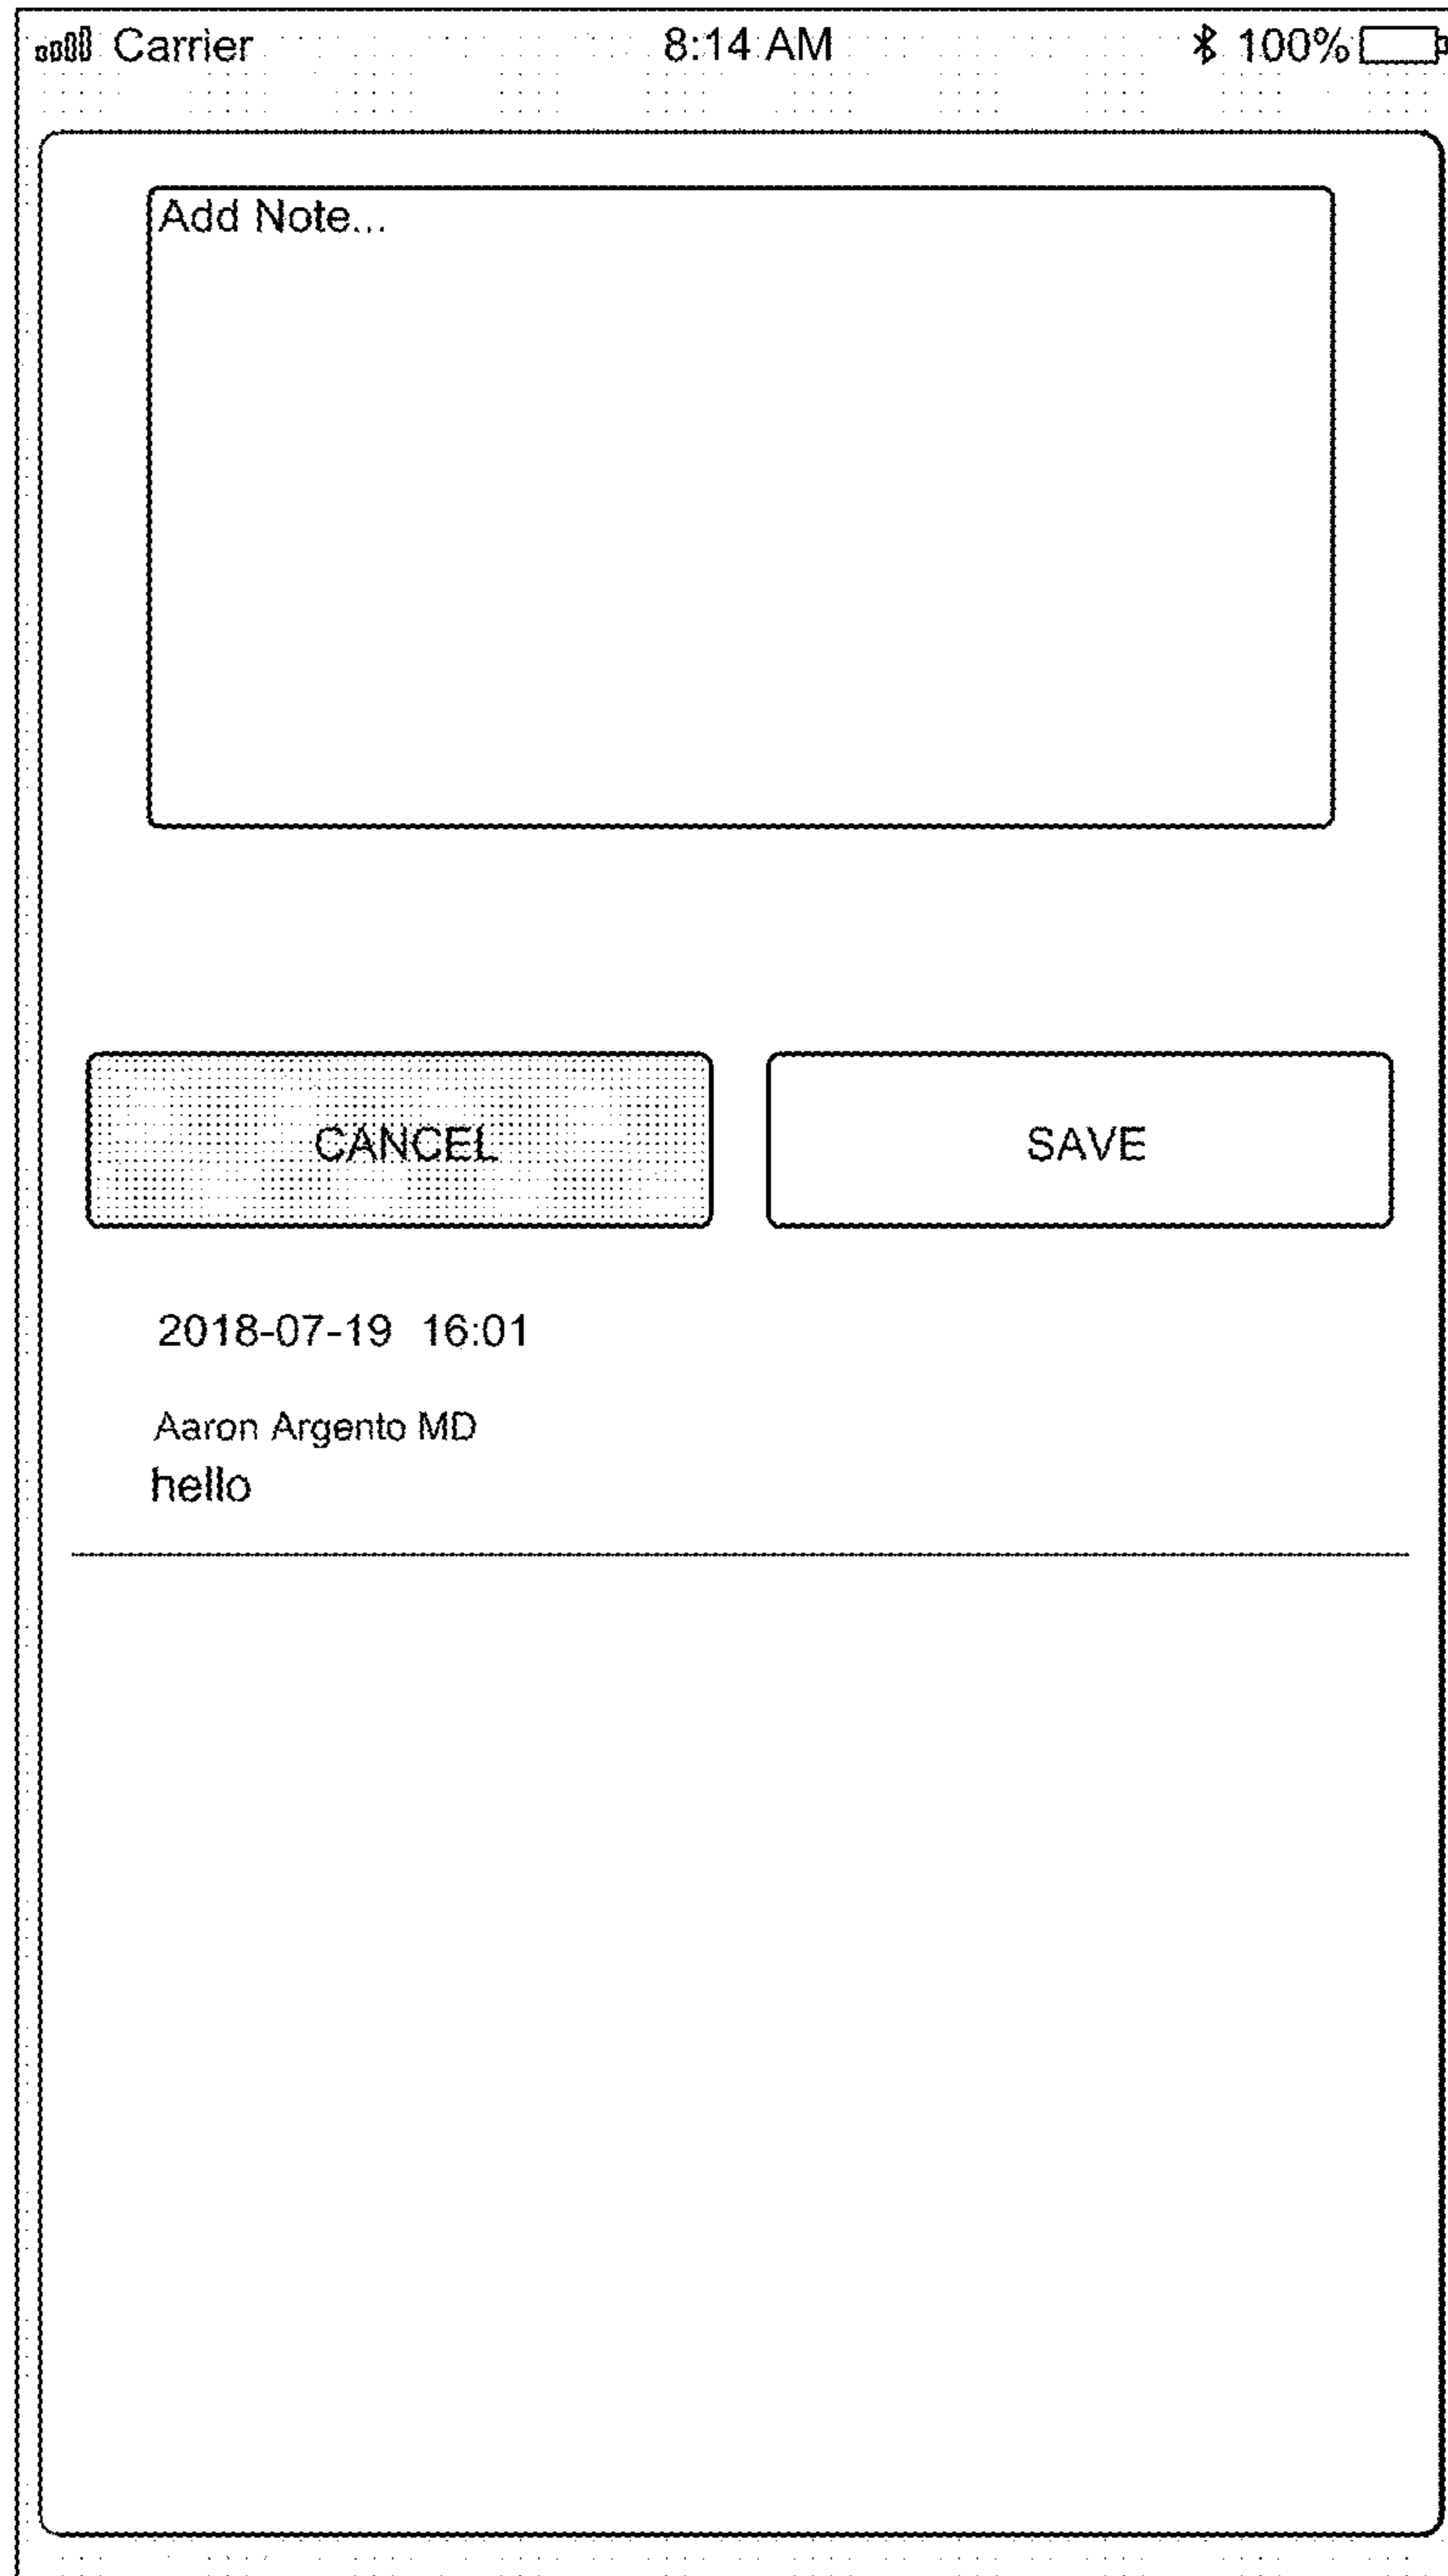 Carrier 8:14 AM 100%
Add Note...
CANCEL SAVE
2018-07-19 16:01
Aaron Argento MD
hello